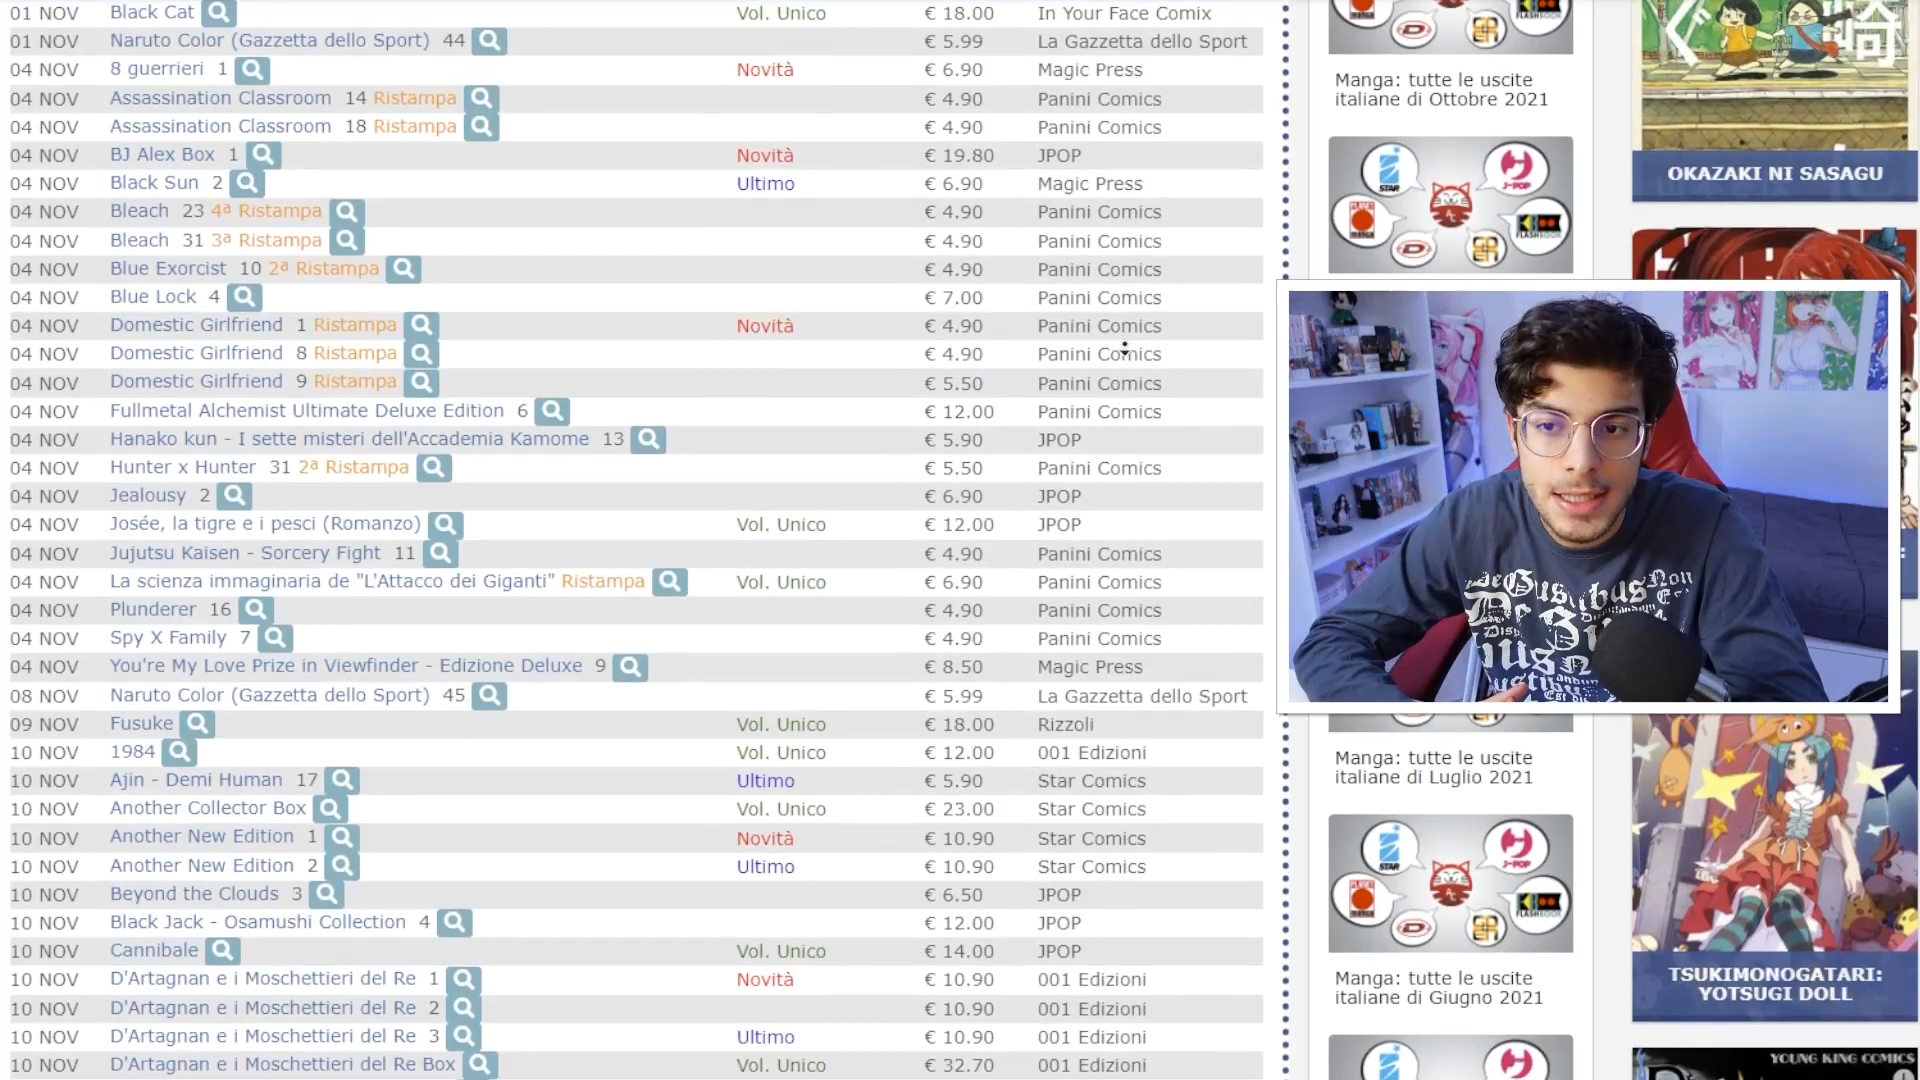 01 NOV Black Cat Vol. Unico € 18.00 In Your Face Comix
01 NOV Naruto Color (Gazzetta dello Sport) 44 € 5.99 La Gazzetta dello Sport
04 NOV 8 guerrieri 1 Novità € 6.90 Magic Press
04 NOV Assassination Classroom 14 Ristampa € 4.90 Panini Comics
04 NOV Assassination Classroom 18 Ristampa € 4.90 Panini Comics
04 NOV BJ Alex Box 1 Novità € 19.80 JPOP
04 NOV Black Sun 2 Ultimo € 6.90 Magic Press
04 NOV Bleach 23 4ª Ristampa € 4.90 Panini Comics
04 NOV Bleach 31 3ª Ristampa € 4.90 Panini Comics
04 NOV Blue Exorcist 10 2ª Ristampa € 4.90 Panini Comics
04 NOV Blue Lock 4 € 7.00 Panini Comics
04 NOV Domestic Girlfriend 1 Ristampa Novità € 4.90 Panini Comics
04 NOV Domestic Girlfriend 8 Ristampa € 4.90 Panini Comics
04 NOV Domestic Girlfriend 9 Ristampa € 5.50 Panini Comics
04 NOV Fullmetal Alchemist Ultimate Deluxe Edition 6 € 12.00 Panini Comics
04 NOV Hanako kun - I sette misteri dell'Accademia Kamome 13 € 5.90 JPOP
04 NOV Hunter x Hunter 31 2ª Ristampa € 5.50 Panini Comics
04 NOV Jealousy 2 € 6.90 JPOP
04 NOV Josée, la tigre e i pesci (Romanzo) Vol. Unico € 12.00 JPOP
04 NOV Jujutsu Kaisen - Sorcery Fight 11 € 4.90 Panini Comics
04 NOV La scienza immaginaria de "L'Attacco dei Giganti" Ristampa Vol. Unico € 6.90 Panini Comics
04 NOV Plunderer 16 € 4.90 Panini Comics
04 NOV Spy X Family 7 € 4.90 Panini Comics
04 NOV You're My Love Prize in Viewfinder - Edizione Deluxe 9 € 8.50 Magic Press
08 NOV Naruto Color (Gazzetta dello Sport) 45 € 5.99 La Gazzetta dello Sport
09 NOV Fusuke Vol. Unico € 18.00 Rizzoli
10 NOV 1984 Vol. Unico € 12.00 001 Edizioni
10 NOV Ajin - Demi Human 17 Ultimo € 5.90 Star Comics
10 NOV Another Collector Box Vol. Unico € 23.00 Star Comics
10 NOV Another New Edition 1 Novità € 10.90 Star Comics
10 NOV Another New Edition 2 Ultimo € 10.90 Star Comics
10 NOV Beyond the Clouds 3 € 6.50 JPOP
10 NOV Black Jack - Osamushi Collection 4 € 12.00 JPOP
10 NOV Cannibale Vol. Unico € 14.00 JPOP
10 NOV D'Artagnan e i Moschettieri del Re 1 Novità € 10.90 001 Edizioni
10 NOV D'Artagnan e i Moschettieri del Re 2 € 10.90 001 Edizioni
10 NOV D'Artagnan e i Moschettieri del Re 3 Ultimo € 10.90 001 Edizioni
10 NOV D'Artagnan e i Moschettieri del Re Box Vol. Unico € 32.70 001 Edizioni
FLASHBOOK
Manga: tutte le uscite
italiane di Ottobre 2021
STAR J-POP
PLANET
FLASHBOOK
DeGustibus Non
Manga: tutte le uscite
italiane di Luglio 2021
STAR J-POP
PLANET
FLASHBOOK
Manga: tutte le uscite
italiane di Giugno 2021
STAR J-POP
OKAZAKI NI SASAGU
TSUKIMONOGATARI:
YOTSUGI DOLL
YOUNG KING COMICS